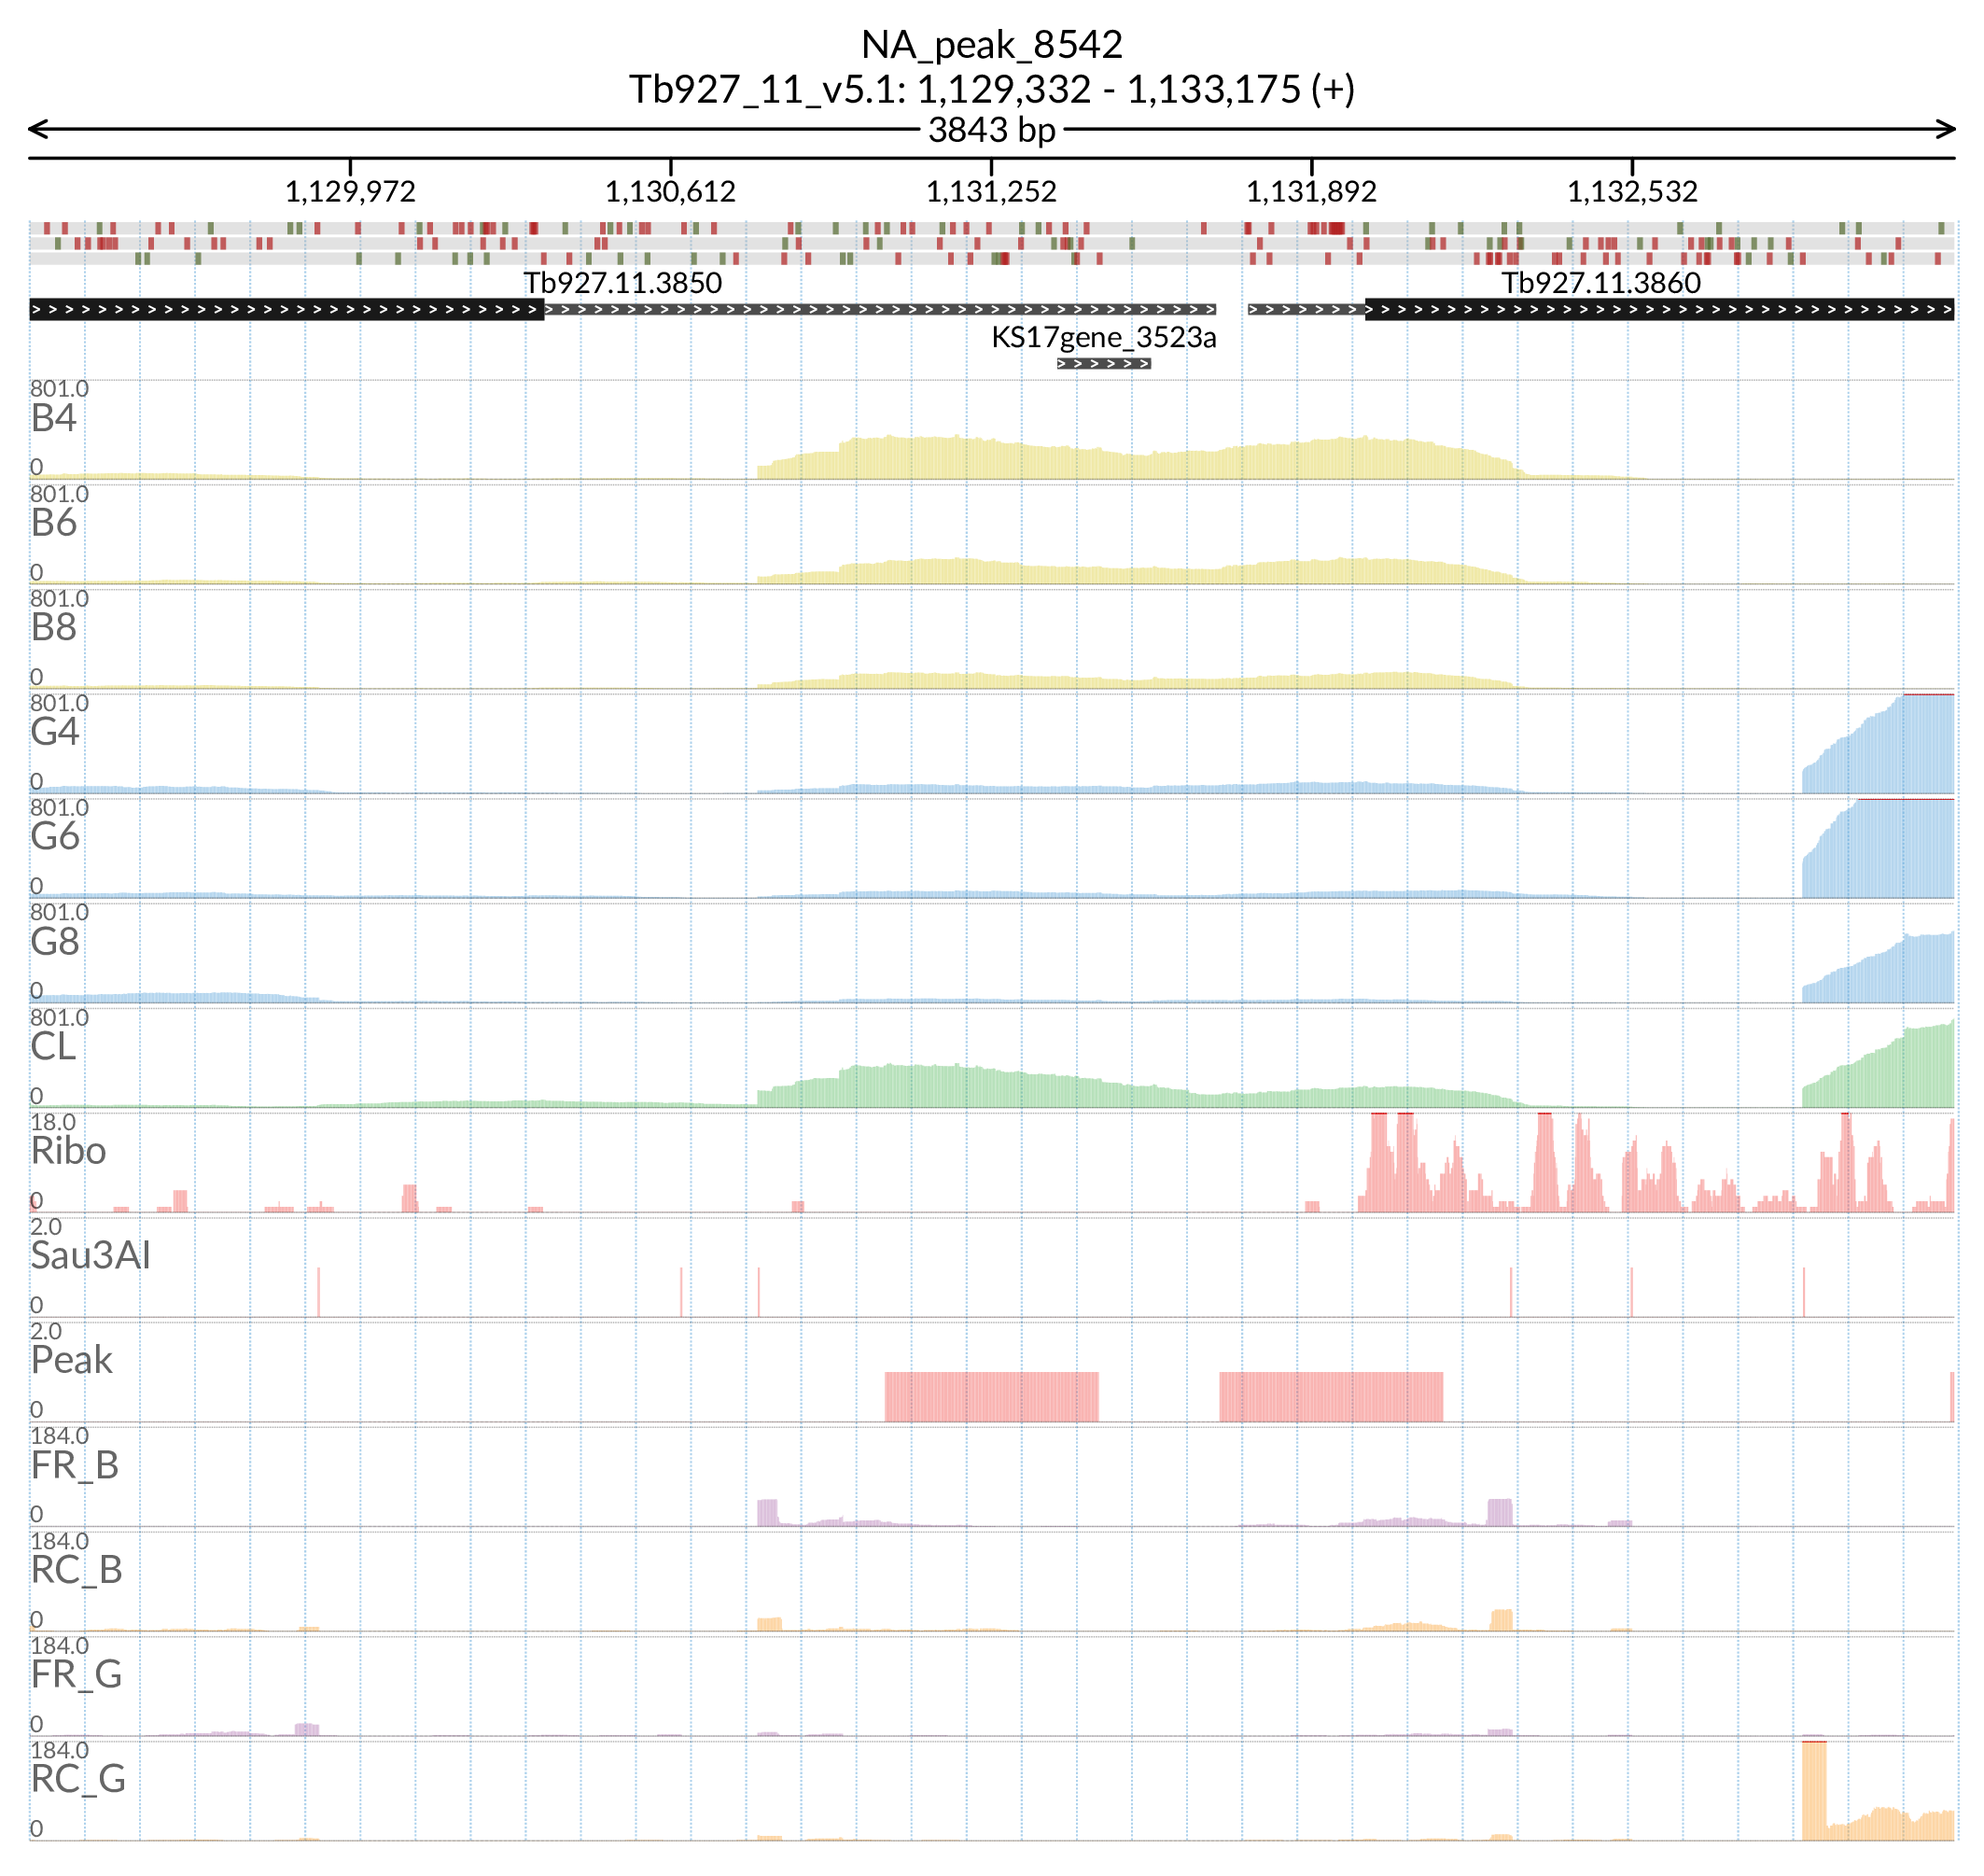 NA_peak_8542
Tb927_11_v5.1: 1,129,332 - 1,133,175 (+)
3843 bp
1,129,972 1,130,612 1,131,252 1,131,892 1,132,532
Tb927.11.3850 Tb927.11.3860
KS17gene_3523a
801.0
B4
0
801.0
B6
0
801.0
B8
0
801.0
G4
0
801.0
G6
0
801.0
G8
0
801.0
CL
0
18.0
Ribo
0
2.0
Sau3AI
0
2.0
Peak
0
184.0
FR_B
0
184.0
RC_B
0
184.0
FR_G
0
184.0
RC_G
0